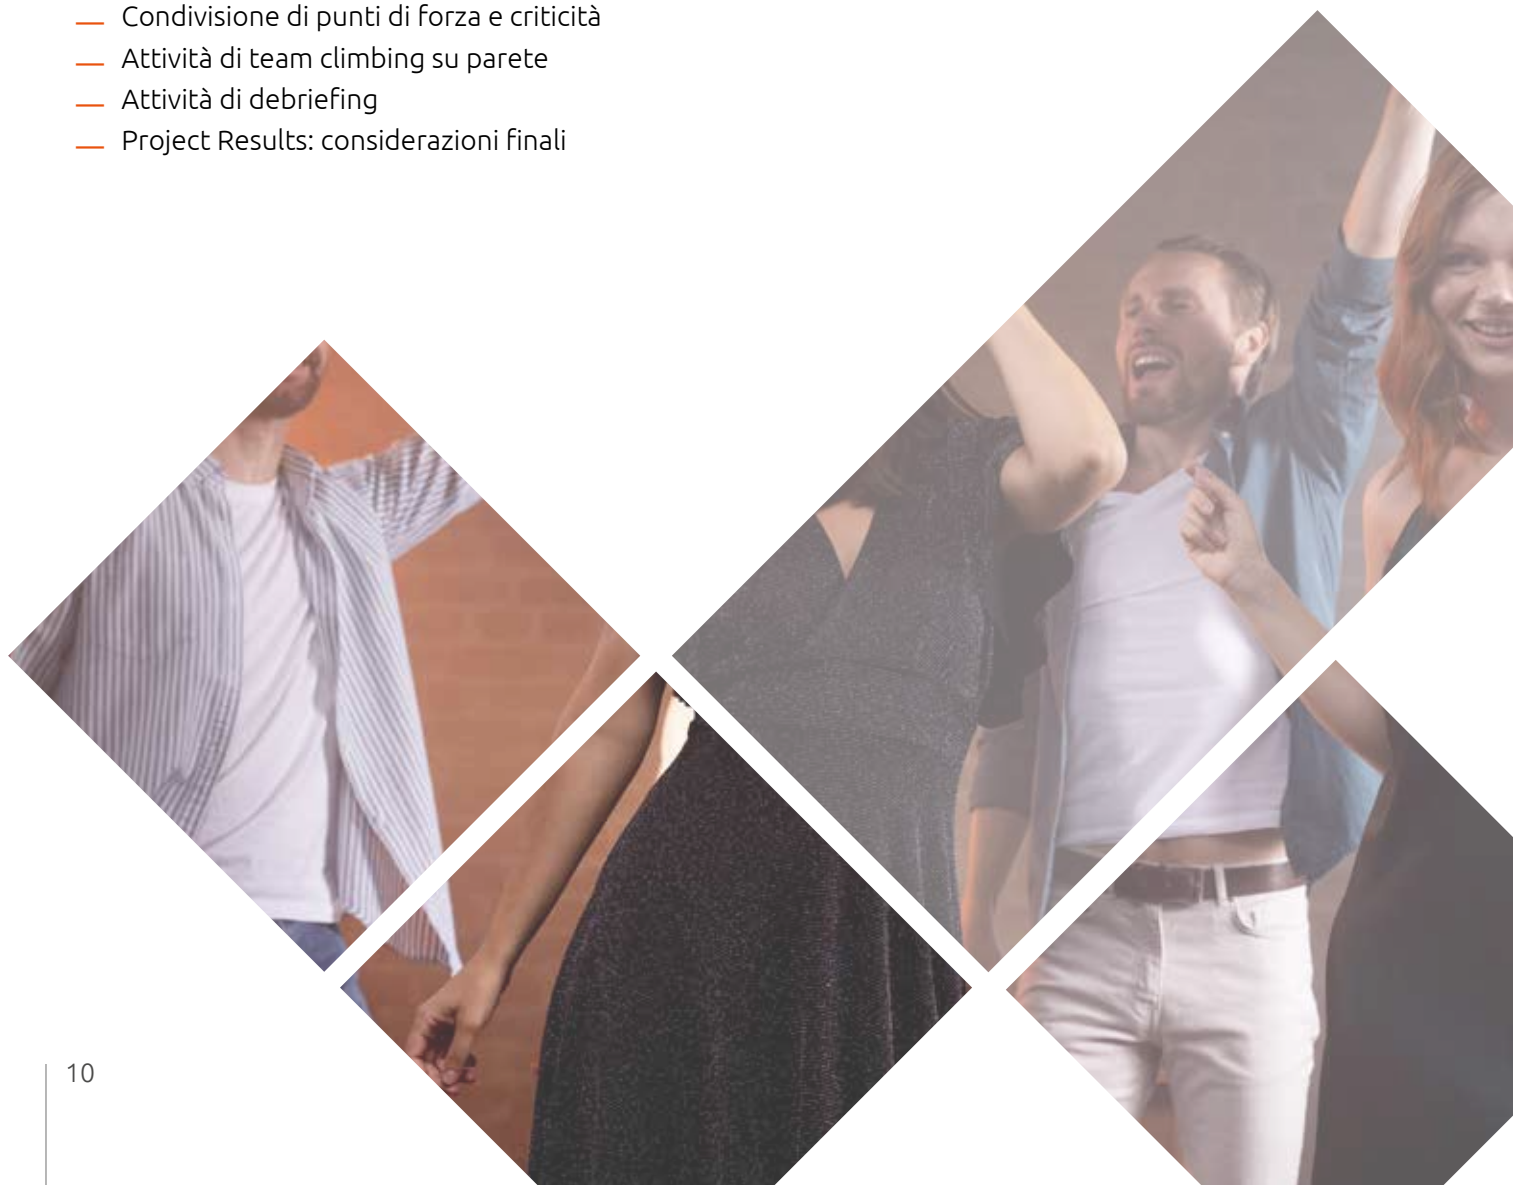 Condivisione di punti di forza e criticità
Attività di team climbing su parete
Attività di debriefing
Project Results: considerazioni finali
10